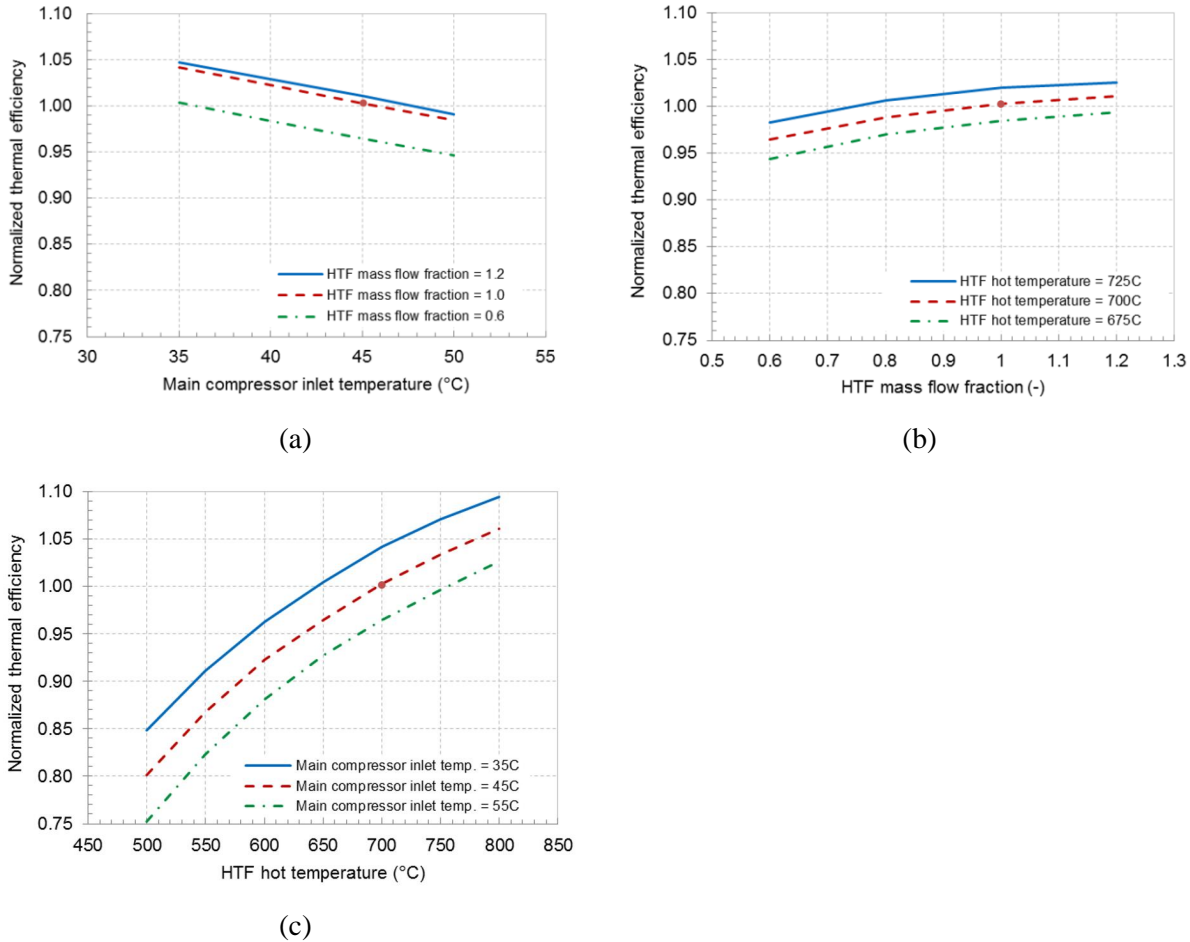 1.10
1.05
1.00
0.95
0.90
0.85
0.80
0.75
Normalized thermal efficiency
HTF mass flow fraction = 1.2
HTF mass flow fraction = 1.0
HTF mass flow fraction = 0.6
30 35 40 45 50 55
Main compressor inlet temperature (°C)
(a)
1.10
1.05
1.00
0.95
0.90
0.85
0.80
0.75
Normalized thermal efficiency
HTF hot temperature = 725C
HTF hot temperature = 700C
HTF hot temperature = 675C
0.5 0.6 0.7 0.8 0.9 1 1.1 1.2 1.3
HTF mass flow fraction (-)
(b)
1.10
1.05
1.00
0.95
0.90
0.85
0.80
0.75
Normalized thermal efficiency
Main compressor inlet temp. = 35C
Main compressor inlet temp. = 45C
Main compressor inlet temp. = 55C
450 500 550 600 650 700 750 800 850
HTF hot temperature (°C)
(c)